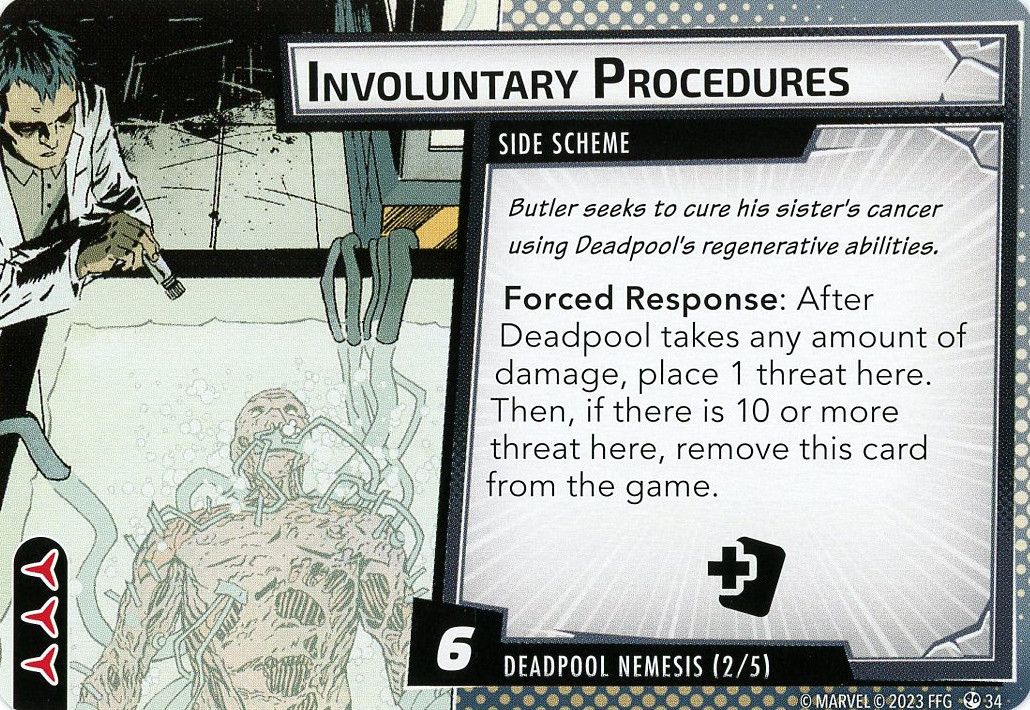 INVOLUNTARY PROCEDURES
SIDE SCHEME
Butler seeks to cure his sister's cancer
using Deadpool's regenerative abilities.
Forced Response: After
Deadpool takes any amount of
damage, place 1 threat here.
Then, if there is 10 or more
threat here, remove this card
from the game.
6
DEADPOOL NEMESIS (2/5)
© MARVEL © 2023 FFG 34